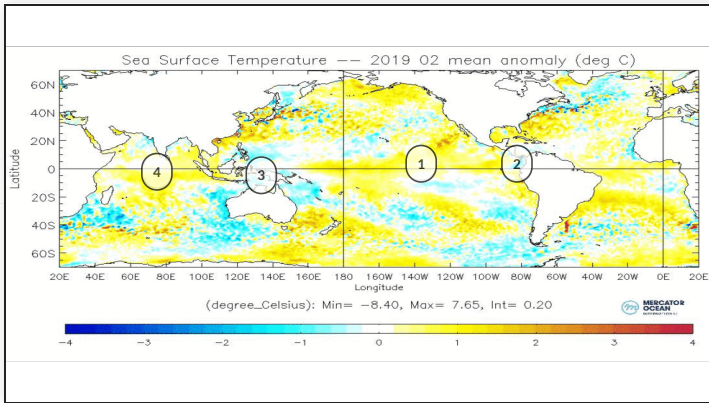 Sea Surface Temperature −− 2019 02 mean anomaly (deg C)
60N
40N
20N
0
20S
40S
60S
Latitude
1
2
3
4
20E 40E 60E 80E 100E 120E 140E 160E 180 160W 140W 120W 100W 80W 60W 40W 20W 0 20E
Longitude
(degree_Celsius): Min= −8.40, Max= 7.65, Int= 0.20
MERCATOR
OCEAN
−4 −3 −2 −1 0 1 2 3 4